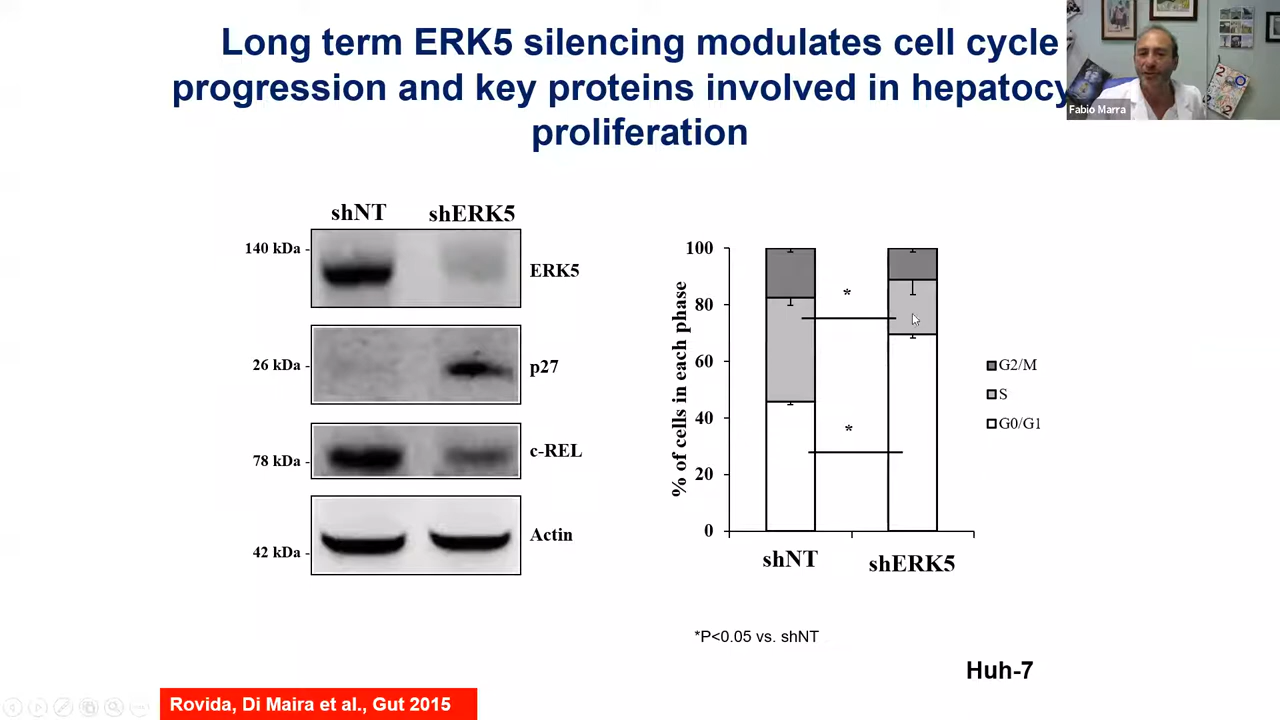 Long term ERK5 silencing modulates cell cycle
progression and key proteins involved in hepatocy
proliferation
Fabio Marra
shNT
shERK5
140 kDa
ERK5
26 kDa
p27
78 kDa
c-REL
42 kDa
Actin
% of cells in each phase
100
80
60
40
20
0
*
*
shNT
shERK5
G2/M
S
G0/G1
*P<0.05 vs. shNT
Huh-7
Rovida, Di Maira et al., Gut 2015